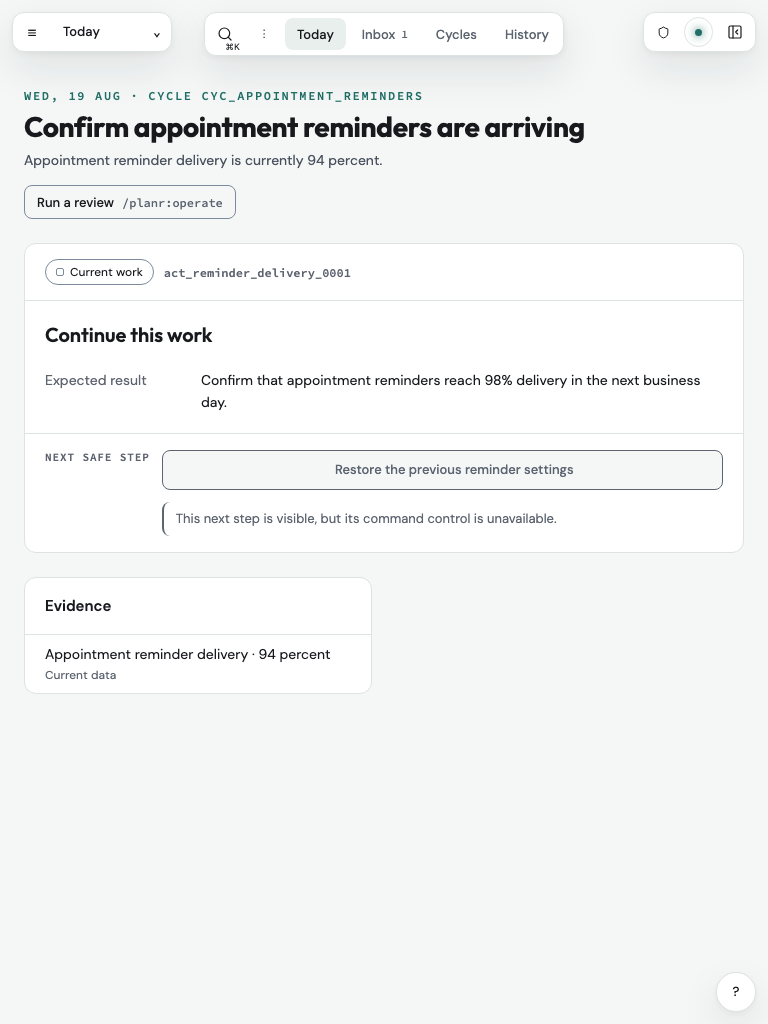 Today
⌘K
Today
Inbox 1
Cycles
History
WED, 19 AUG · CYCLE CYC_APPOINTMENT_REMINDERS
Confirm appointment reminders are arriving
Appointment reminder delivery is currently 94 percent.
Run a review /planr:operate
Current work act_reminder_delivery_0001
Continue this work
Expected result
Confirm that appointment reminders reach 98% delivery in the next business
day.
NEXT SAFE STEP
Restore the previous reminder settings
This next step is visible, but its command control is unavailable.
Evidence
Appointment reminder delivery · 94 percent
Current data
?